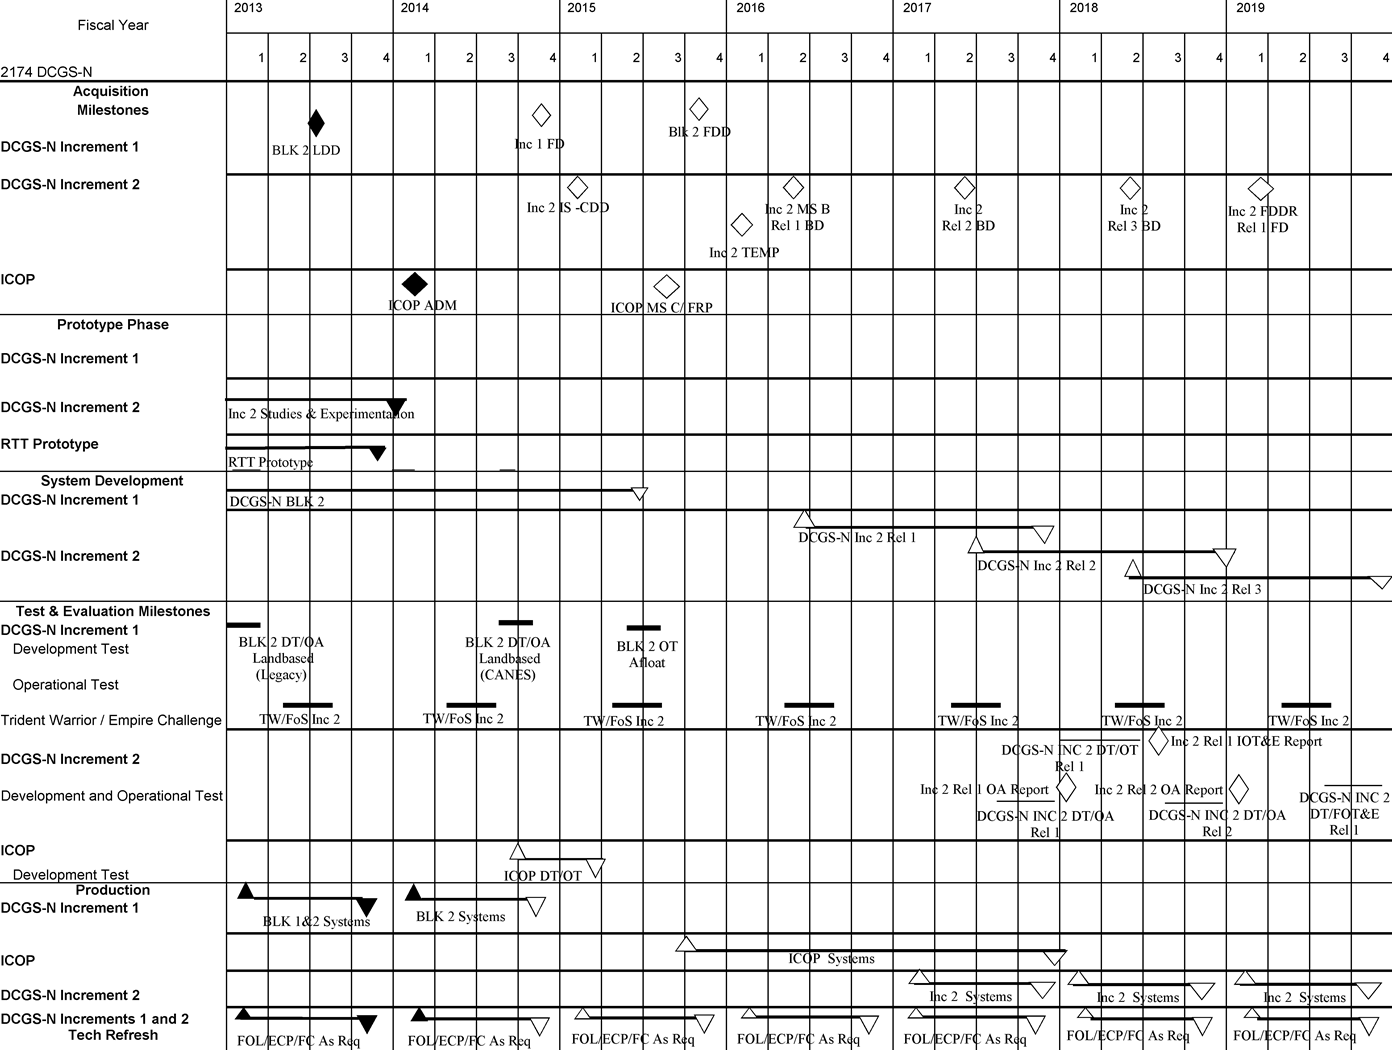 Fiscal Year
2013 2014 2015 2016 2017 2018 2019
1 2 3 4 1 2 3 4 1 2 3 4 1 2 3 4 1 2 3 4 1 2 3 4 1 2 3 4
2174 DCGS-N
Acquisition
Milestones
DCGS-N Increment 1
BLK 2 LDD
Inc 1 FD
Blk 2 FDD
DCGS-N Increment 2
Inc 2 IS -CDD
Inc 2 TEMP
Inc 2 MS B
Rel 1 BD
Inc 2
Rel 2 BD
Inc 2
Rel 3 BD
Inc 2 FDDR
Rel 1 FD
ICOP
ICOP ADM
ICOP MS C/ FRP
Prototype Phase
DCGS-N Increment 1
DCGS-N Increment 2
Inc 2 Studies & Experimentation
RTT Prototype
RTT Prototype
System Development
DCGS-N Increment 1
DCGS-N BLK 2
DCGS-N Increment 2
DCGS-N Inc 2 Rel 1
DCGS-N Inc 2 Rel 2
DCGS-N Inc 2 Rel 3
Test & Evaluation Milestones
DCGS-N Increment 1
Development Test
BLK 2 DT/OA
Landbased
(Legacy)
BLK 2 DT/OA
Landbased
(CANES)
BLK 2 OT
Afloat
Operational Test
Trident Warrior / Empire Challenge
TW/FoS Inc 2
TW/FoS Inc 2
TW/FoS Inc 2
TW/FoS Inc 2
TW/FoS Inc 2
TW/FoS Inc 2
TW/FoS Inc 2
DCGS-N Increment 2
DCGS-N INC 2 DT/OT
Rel 1
Inc 2 Rel 1 IOT&E Report
Development and Operational Test
Inc 2 Rel 1 OA Report
DCGS-N INC 2 DT/OA
Rel 1
Inc 2 Rel 2 OA Report
DCGS-N INC 2 DT/OA
Rel 2
DCGS-N INC 2
DT/FOT&E
Rel 1
ICOP
Development Test
ICOP DT/OT
Production
DCGS-N Increment 1
BLK 1&2 Systems
BLK 2 Systems
ICOP
ICOP Systems
DCGS-N Increment 2
Inc 2 Systems
Inc 2 Systems
Inc 2 Systems
DCGS-N Increments 1 and 2
Tech Refresh
FOL/ECP/FC As Req
FOL/ECP/FC As Req
FOL/ECP/FC As Req
FOL/ECP/FC As Req
FOL/ECP/FC As Req
FOL/ECP/FC As Req
FOL/ECP/FC As Req